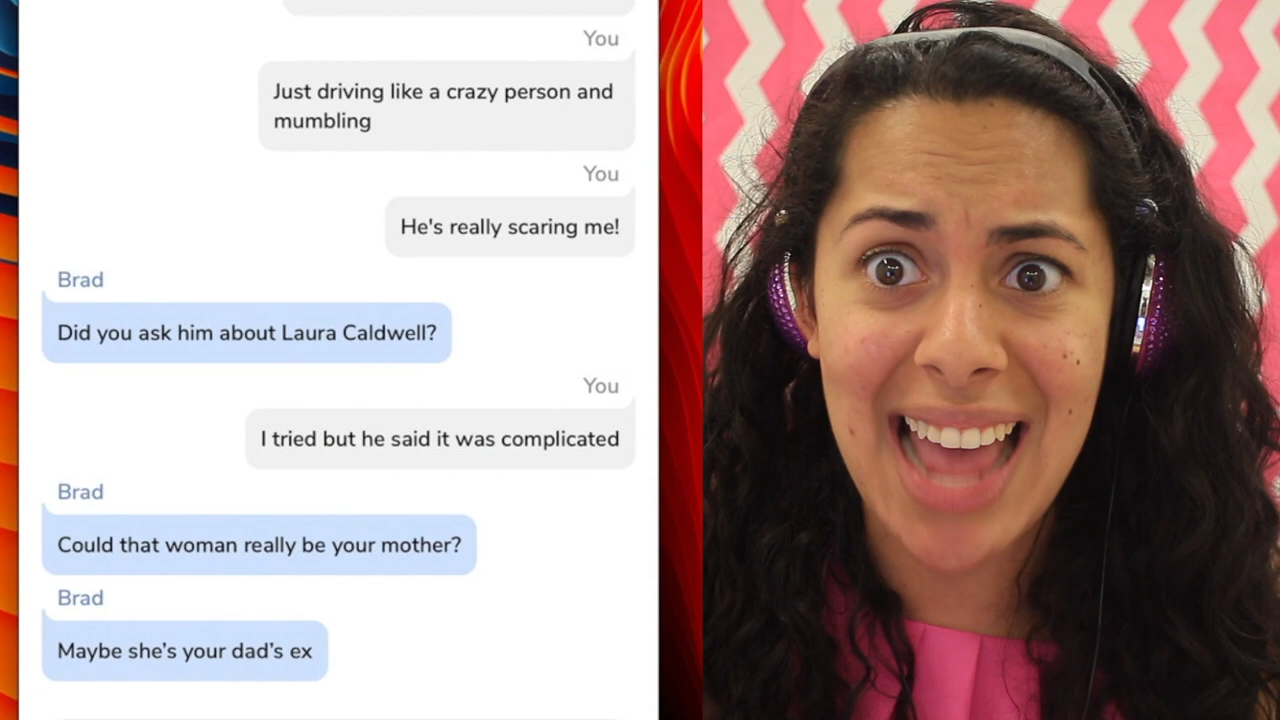 You
Just driving like a crazy person and
mumbling
You
He's really scaring me!
Brad
Did you ask him about Laura Caldwell?
You
I tried but he said it was complicated
Brad
Could that woman really be your mother?
Brad
Maybe she’s your dad’s ex